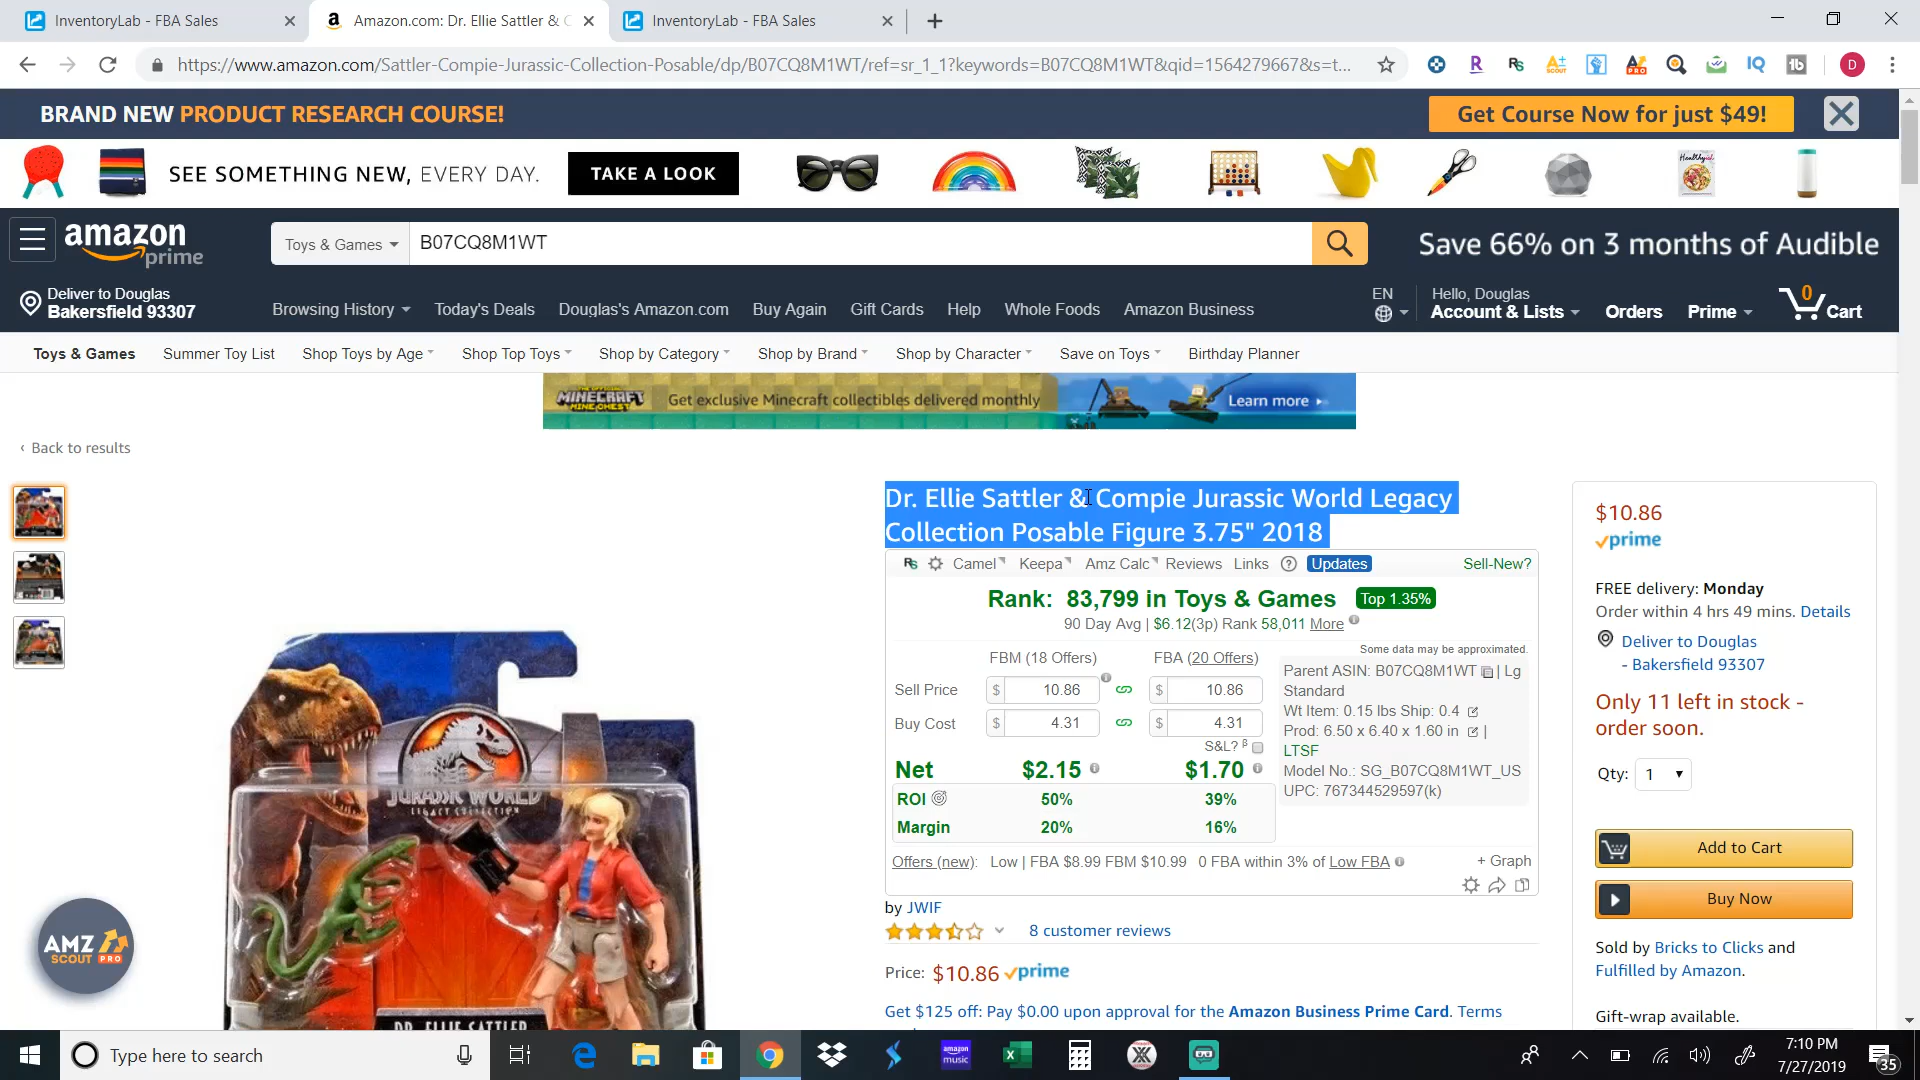 InventoryLab - FBA Sales
Amazon.com: Dr. Ellie Sattler &
InventoryLab - FBA Sales
https://www.amazon.com/Sattler-Compie-Jurassic-Collection-Posable/dp/B07CQ8M1WT/ref=sr_1_1?keywords=B07CQ8M1WT&qid=1564279667&s=t...
BRAND NEW PRODUCT RESEARCH COURSE!
Get Course Now for just $49!
SEE SOMETHING NEW, EVERY DAY.
TAKE A LOOK
amazon prime
Toys & Games
B07CQ8M1WT
Save 66% on 3 months of Audible
Deliver to Douglas
Bakersfield 93307
Browsing History Today's Deals Douglas's Amazon.com Buy Again Gift Cards Help Whole Foods Amazon Business
EN
Hello, Douglas
Account & Lists
Orders
Prime
0
Cart
Toys & Games Summer Toy List Shop Toys by Age Shop Top Toys Shop by Category Shop by Brand Shop by Character Save on Toys Birthday Planner
MINECRAFT
MINE CHEST
Get exclusive Minecraft collectibles delivered monthly
Learn more
‹ Back to results
Dr. Ellie Sattler & Compie Jurassic World Legacy
Collection Posable Figure 3.75" 2018
RS Camel Keepa Amz Calc Reviews Links ? Updates Sell-New?
Rank: 83,799 in Toys & Games Top 1.35%
90 Day Avg | $6.12(3p) Rank 58,011 More
Some data may be approximated.
FBM (18 Offers) FBA (20 Offers)
Sell Price $ 10.86 $ 10.86
Buy Cost $ 4.31 $ 4.31
S&L? β
Net $2.15 $1.70
ROI 50% 39%
Margin 20% 16%
Parent ASIN: B07CQ8M1WT | Lg
Standard
Wt Item: 0.15 lbs Ship: 0.4
Prod: 6.50 x 6.40 x 1.60 in |
LTSF
Model No.: SG_B07CQ8M1WT_US
UPC: 767344529597(k)
Offers (new): Low | FBA $8.99 FBM $10.99 0 FBA within 3% of Low FBA
+ Graph
by JWIF
8 customer reviews
Price: $10.86 prime
Get $125 off: Pay $0.00 upon approval for the Amazon Business Prime Card. Terms
$10.86
prime
FREE delivery: Monday
Order within 4 hrs 49 mins. Details
Deliver to Douglas
- Bakersfield 93307
Only 11 left in stock -
order soon.
Qty: 1
Add to Cart
Buy Now
Sold by Bricks to Clicks and
Fulfilled by Amazon.
Gift-wrap available.
JURASSIC WORLD
LEGACY COLLECTION
DR. ELLIE SATTLER
AMZ
SCOUT PRO
Type here to search
amazon music
7:10 PM
7/27/2019
35